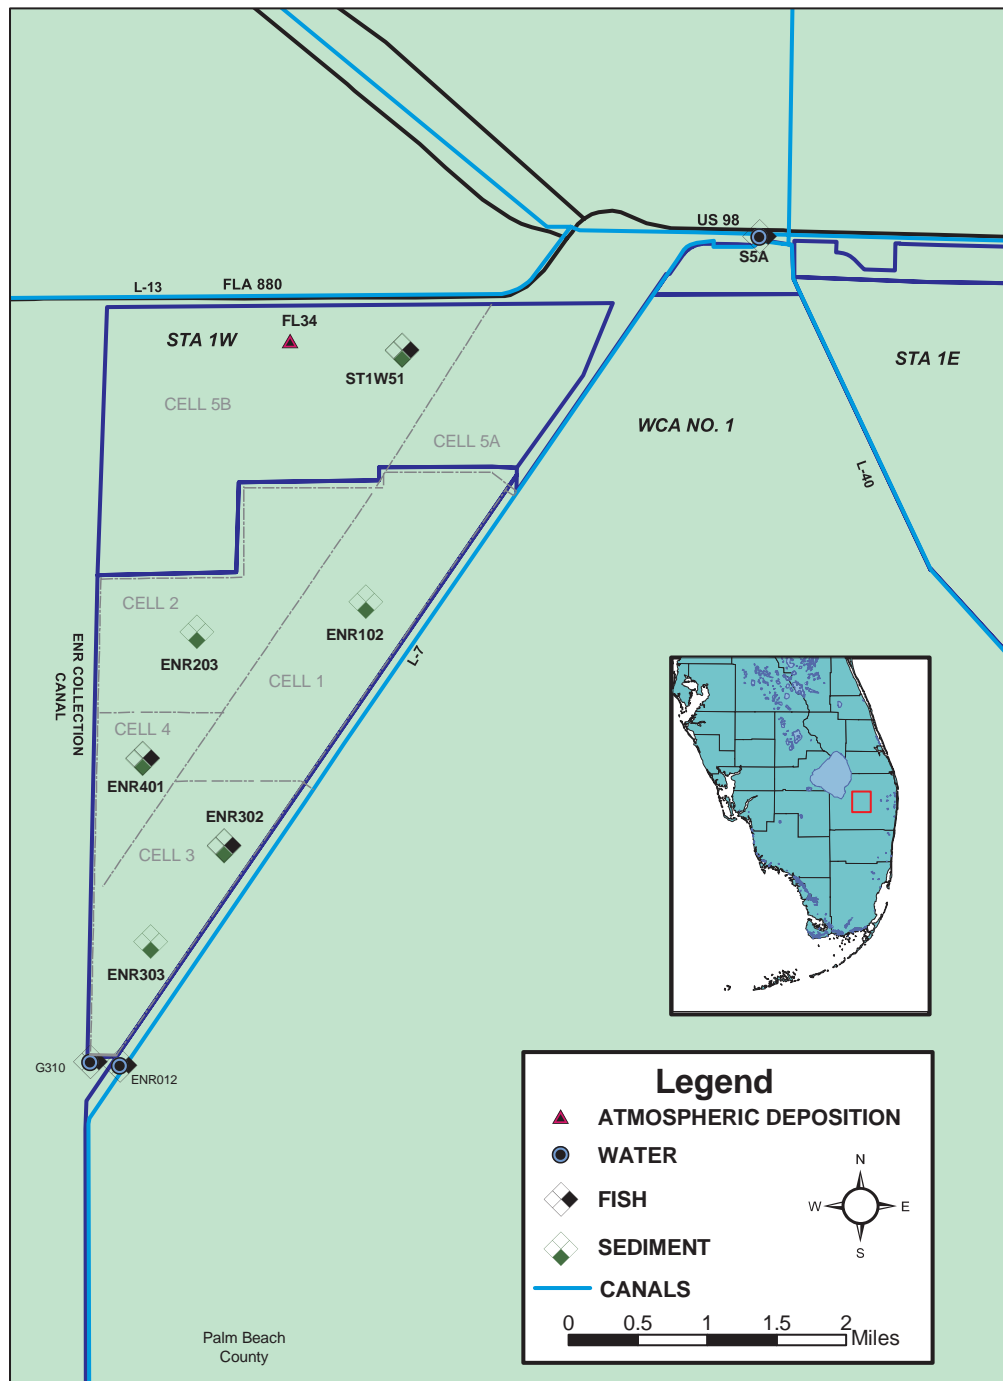 US 98
S5A
L-13
FLA 880
FL34
STA 1W
ST1W51
STA 1E
CELL 5B
WCA NO. 1
CELL 5A
L-40
CELL 2
ENR102
ENR203
L-7
ENR COLLECTION
CANAL
CELL 1
CELL 4
ENR401
ENR302
CELL 3
ENR303
G310
ENR012
Legend
ATMOSPHERIC DEPOSITION
WATER
FISH
SEDIMENT
CANALS
N
W
E
S
0 0.5 1 1.5 2
Miles
Palm Beach
County